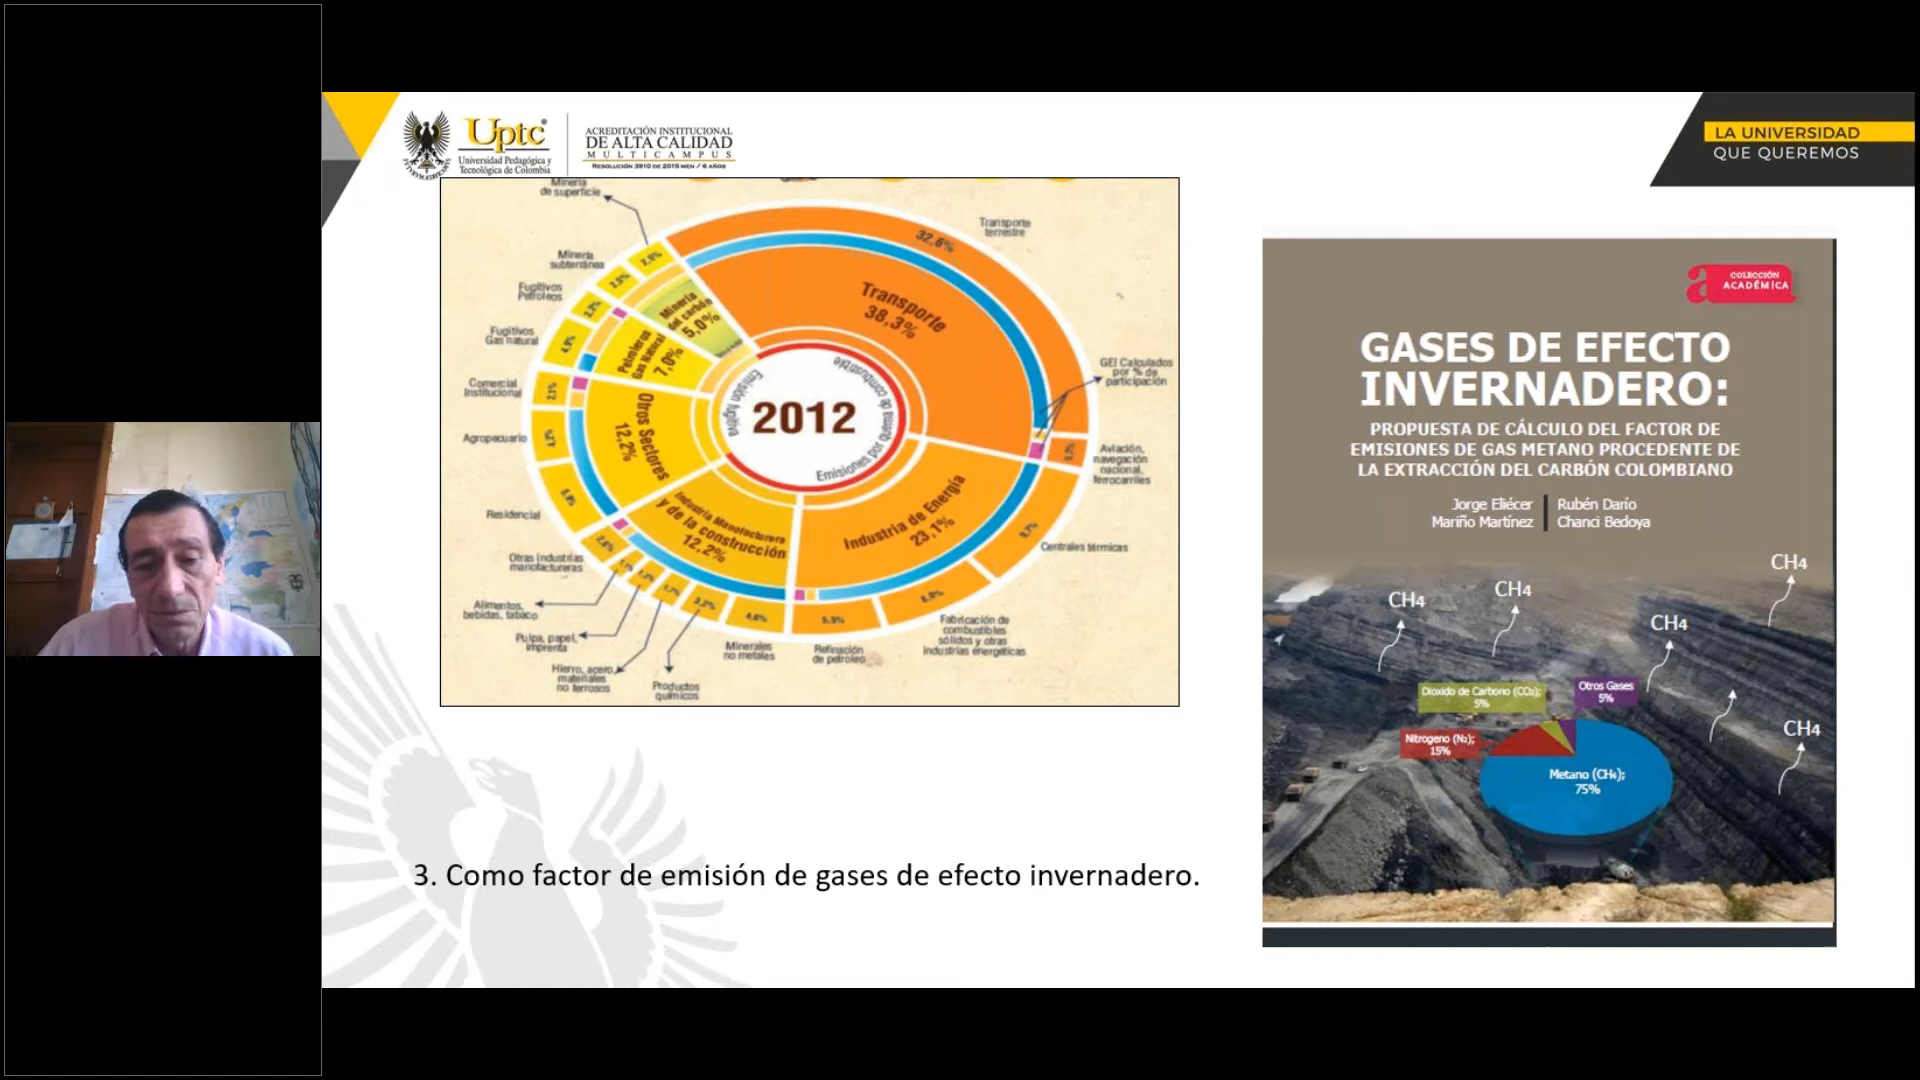 Uptc
Universidad Pedagógica y
Tecnológica de Colombia
ACREDITACIÓN INSTITUCIONAL
DE ALTA CALIDAD
MULTICAMPUS
RESOLUCIÓN 3910 DE 2015 MEN / 6 AÑOS
LA UNIVERSIDAD
QUE QUEREMOS
Minería
de superficie
Minería
subterránea
Fugitivos
Petróleos
Fugitivos
Gas natural
Comercial
Institucional
Agropecuario
Residencial
Otras industrias
manufactureras
Alimentos,
bebidas, tabaco
Pulpa, papel,
imprenta
Hierro, acero,
materiales
no ferrosos
Productos
químicos
Minerales
no metales
Refinación
de petróleo
Fabricación de
combustibles
sólidos y otras
industrias energéticas
Centrales térmicas
Aviación,
navegación
nacional,
ferrocarriles
GEI Calculados
por % de
participación
Transporte
terrestre
32,6%
Transporte
38,3%
Industria de Energía
23,1%
Industria Manufacturera
y de la construcción
12,2%
Otros Sectores
12,2%
Petroleros
Gas Natural
7,0%
Minería
del carbón
5,0%
2012
Emisión fugitiva
Emisiones por quema de combustible
3. Como factor de emisión de gases de efecto invernadero.
COLECCIÓN
ACADÉMICA
GASES DE EFECTO
INVERNADERO:
PROPUESTA DE CÁLCULO DEL FACTOR DE
EMISIONES DE GAS METANO PROCEDENTE DE
LA EXTRACCIÓN DEL CARBÓN COLOMBIANO
Jorge Eliécer
Mariño Martínez
Rubén Darío
Chanci Bedoya
CH4
CH4
CH4
CH4
CH4
Dioxido de Carbono (CO2);
5%
Otros Gases
5%
Nitrogeno (N2);
15%
Metano (CH4);
75%